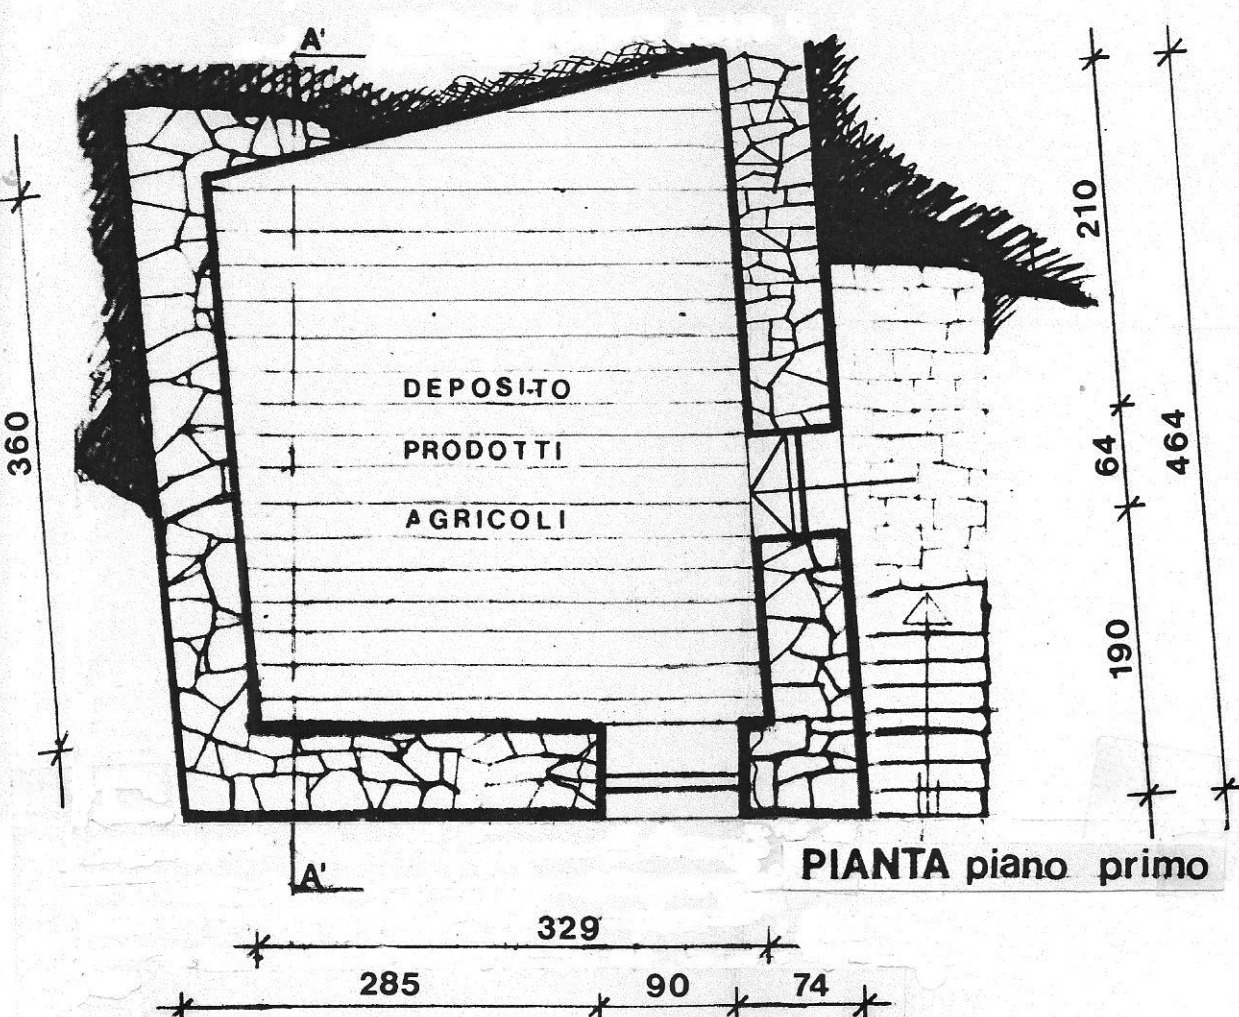 A'
210
360
DEPOSITO
PRODOTTI
AGRICOLI
64
464
190
A'
PIANTA piano primo
329
285
90
74